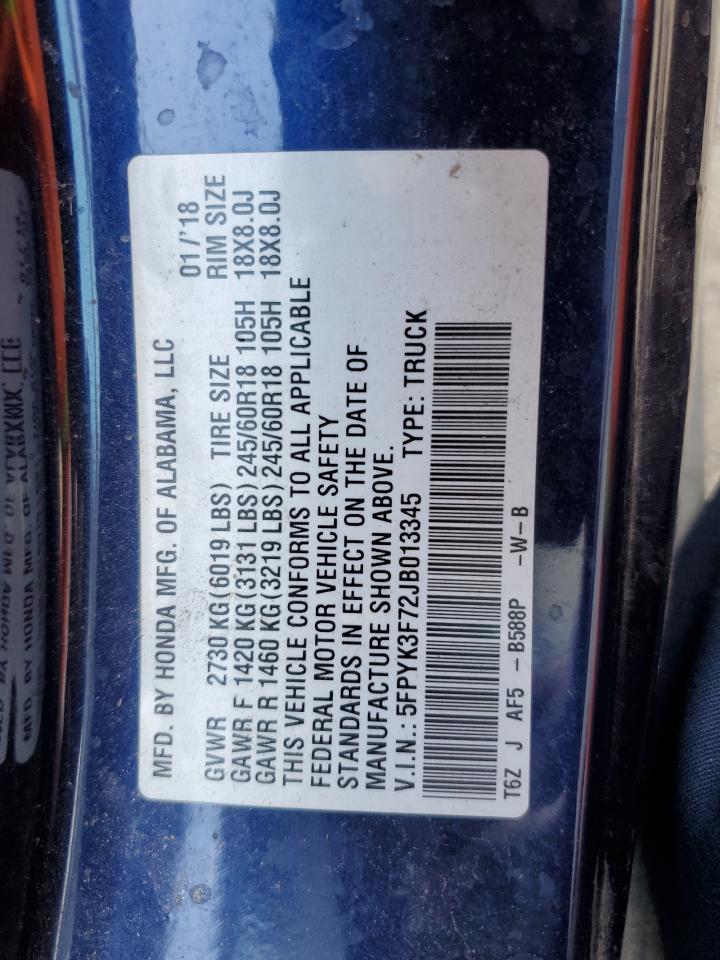 MFD. BY HONDA MFG. OF ALABAMA, LLC 01/'18
GVWR 2730 KG(6019 LBS) TIRE SIZE RIM SIZE
GAWR F 1420 KG(3131 LBS) 245/60R18 105H 18X8.0J
GAWR R 1460 KG(3219 LBS) 245/60R18 105H 18X8.0J
THIS VEHICLE CONFORMS TO ALL APPLICABLE
FEDERAL MOTOR VEHICLE SAFETY
STANDARDS IN EFFECT ON THE DATE OF
MANUFACTURE SHOWN ABOVE.
V.I.N.: 5FPYK3F72JB013345 TYPE: TRUCK
T6Z J AF5 -B588P -W-B